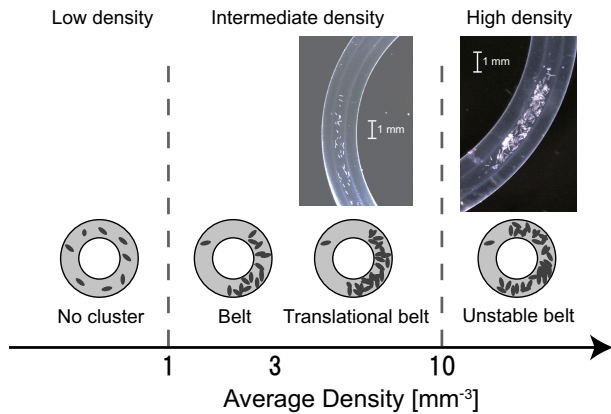 Low density
Intermediate density
High density
1 mm
1 mm
No cluster
Belt
Translational belt
Unstable belt
1
3
10
Average Density [mm⁻³]